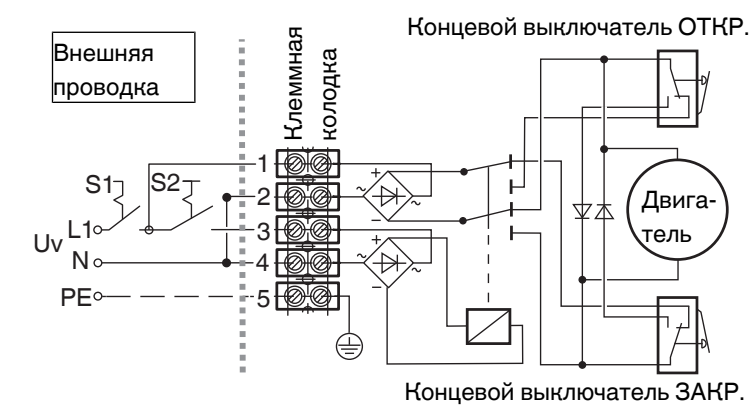 Концевой выключатель ОТКР.
Внешняя
проводка
Клеммная
колодка
1
S1
S2
+
~
~
2
−
L1
3
Uv
Двига-
тель
N
4
+
~
~
−
PE
5
Концевой выключатель ЗАКР.